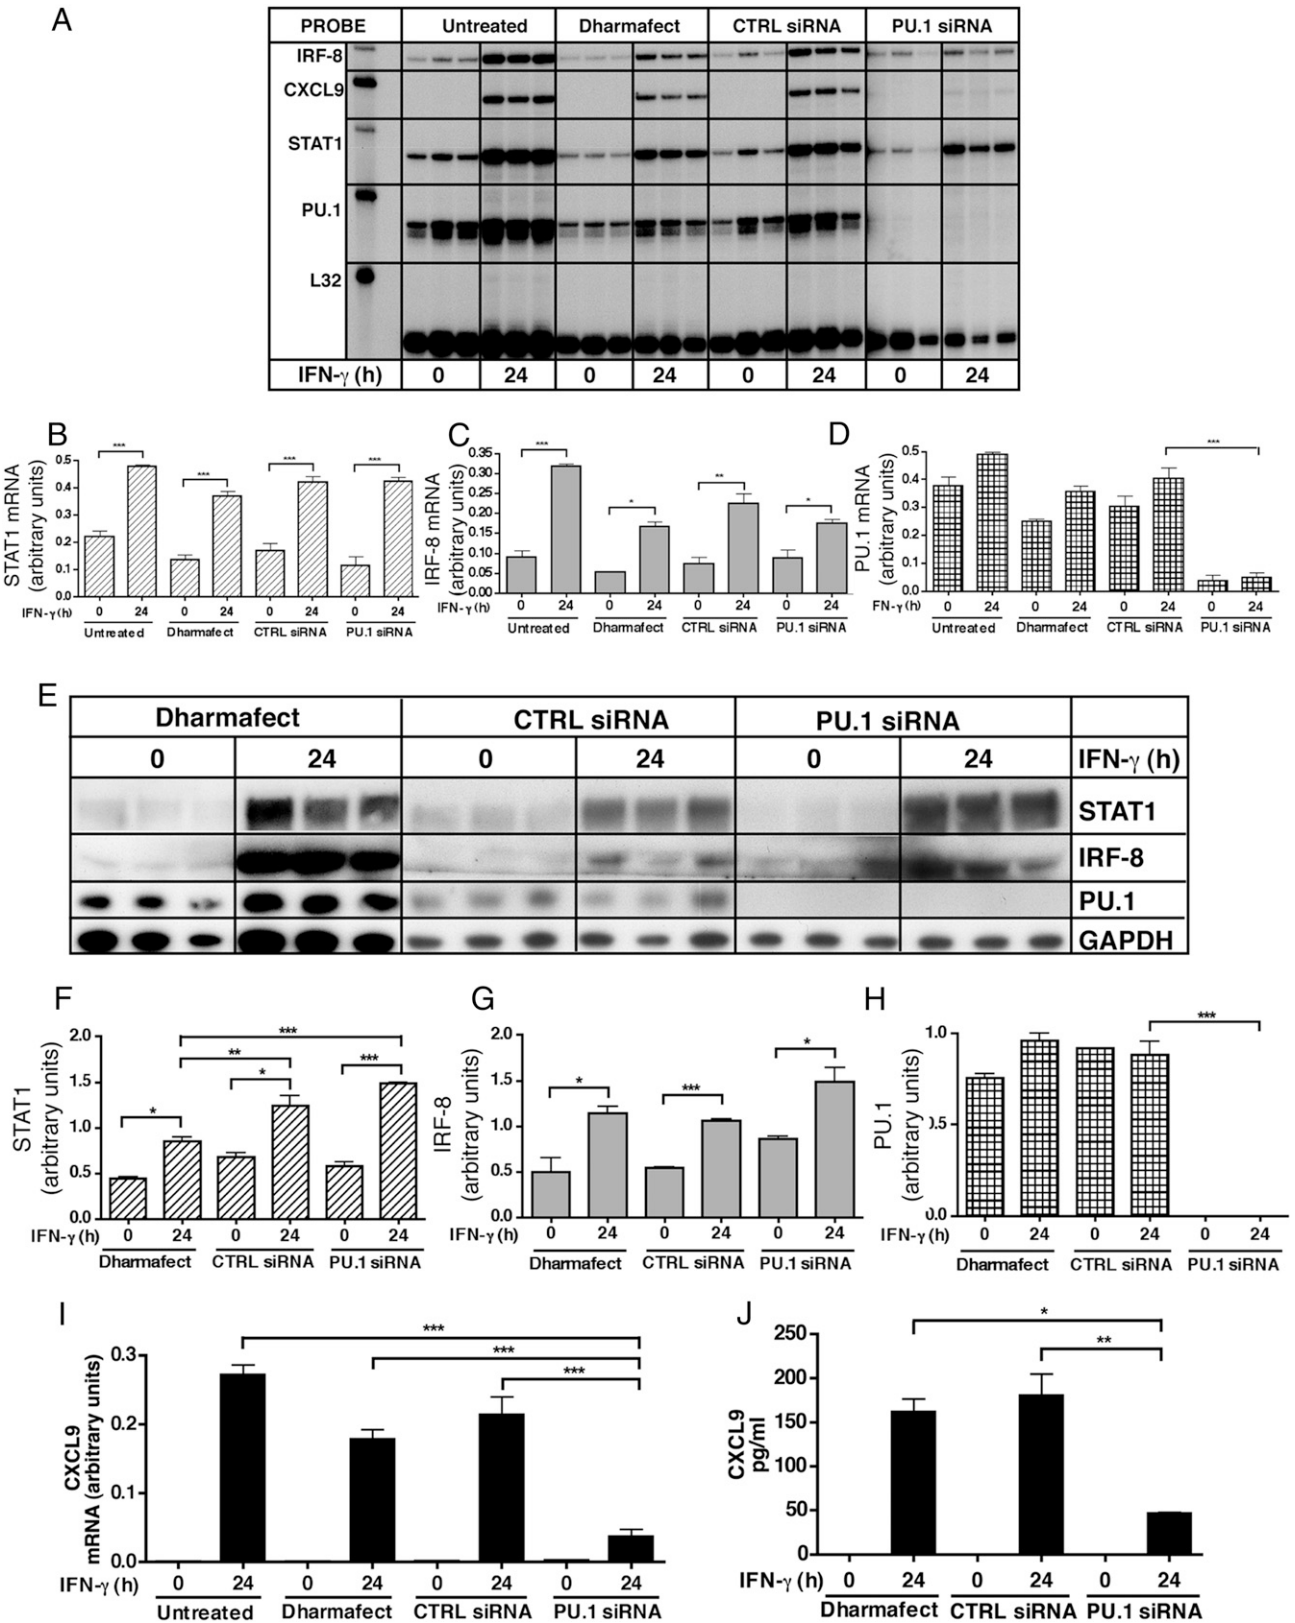 A
PROBE Untreated Dharmafect CTRL siRNA PU.1 siRNA
IRF-8
CXCL9
STAT1
PU.1
L32
IFN-γ (h) 0 24 0 24 0 24 0 24
B
STAT1 mRNA
(arbitrary units)
0.5
0.4
0.3
0.2
0.1
0.0
*** *** *** ***
IFN-γ (h) 0 24 0 24 0 24 0 24
Untreated Dharmafect CTRL siRNA PU.1 siRNA
C
IRF-8 mRNA
(arbitrary units)
0.35
0.30
0.25
0.20
0.15
0.10
0.05
0.00
*** * ** *
IFN-γ (h) 0 24 0 24 0 24 0 24
Untreated Dharmafect CTRL siRNA PU.1 siRNA
D
PU.1 mRNA
(arbitrary units)
0.5
0.4
0.3
0.2
0.1
0.0
***
FN-γ (h) 0 24 0 24 0 24 0 24
Untreated Dharmafect CTRL siRNA PU.1 siRNA
E
Dharmafect CTRL siRNA PU.1 siRNA
0 24 0 24 0 24 IFN-γ (h)
STAT1
IRF-8
PU.1
GAPDH
F
STAT1
(arbitrary units)
2.0
1.5
1.0
0.5
0.0
***
**
* * ***
IFN-γ (h) 0 24 0 24 0 24
Dharmafect CTRL siRNA PU.1 siRNA
G
IRF-8
(arbitrary units)
2.0
1.5
1.0
0.5
0.0
* *** *
IFN-γ (h) 0 24 0 24 0 24
Dharmafect CTRL siRNA PU.1 siRNA
H
PU.1
(arbitrary units)
1.0
0.5
0.0
***
IFN-γ (h) 0 24 0 24 0 24
Dharmafect CTRL siRNA PU.1 siRNA
I
CXCL9
mRNA (arbitrary units)
0.3
0.2
0.1
0.0
***
***
***
IFN-γ (h) 0 24 0 24 0 24 0 24
Untreated Dharmafect CTRL siRNA PU.1 siRNA
J
CXCL9
pg/ml
250
200
150
100
50
0
*
**
IFN-γ (h) 0 24 0 24 0 24
Dharmafect CTRL siRNA PU.1 siRNA